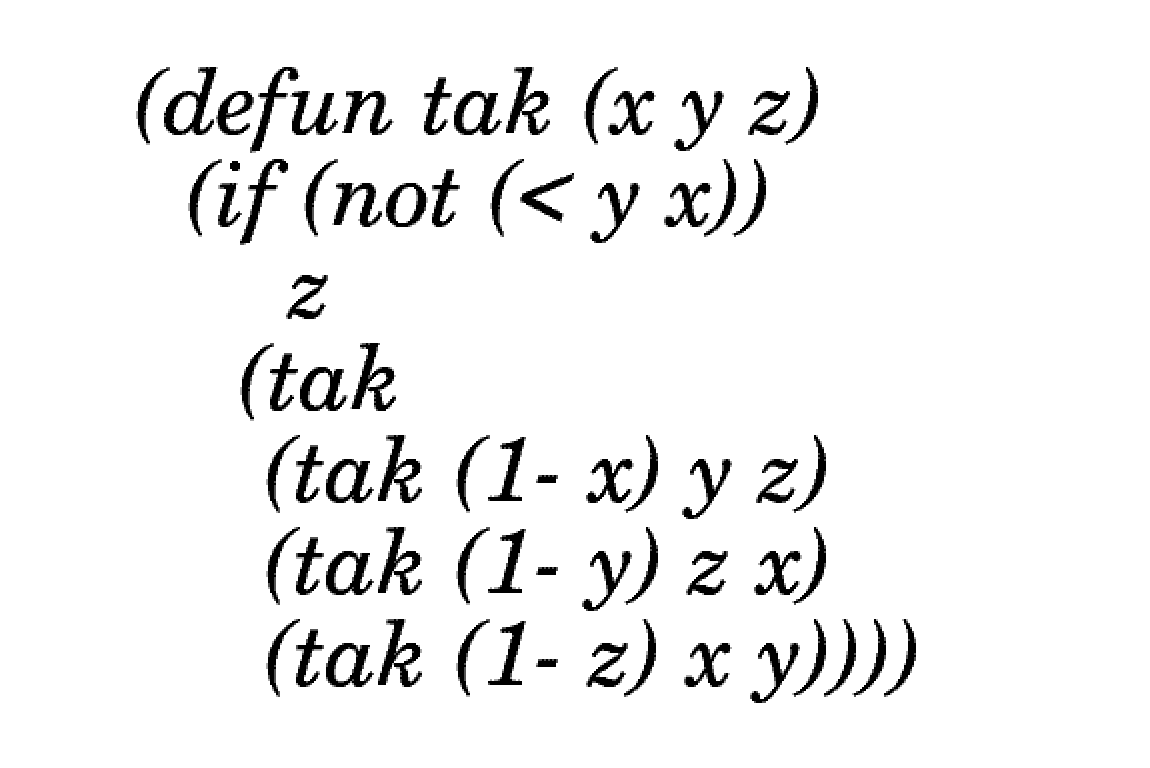 (defun tak (x y z)
(if (not (< y x))
z
(tak
(tak (1- x) y z)
(tak (1- y) z x)
(tak (1- z) x y))))